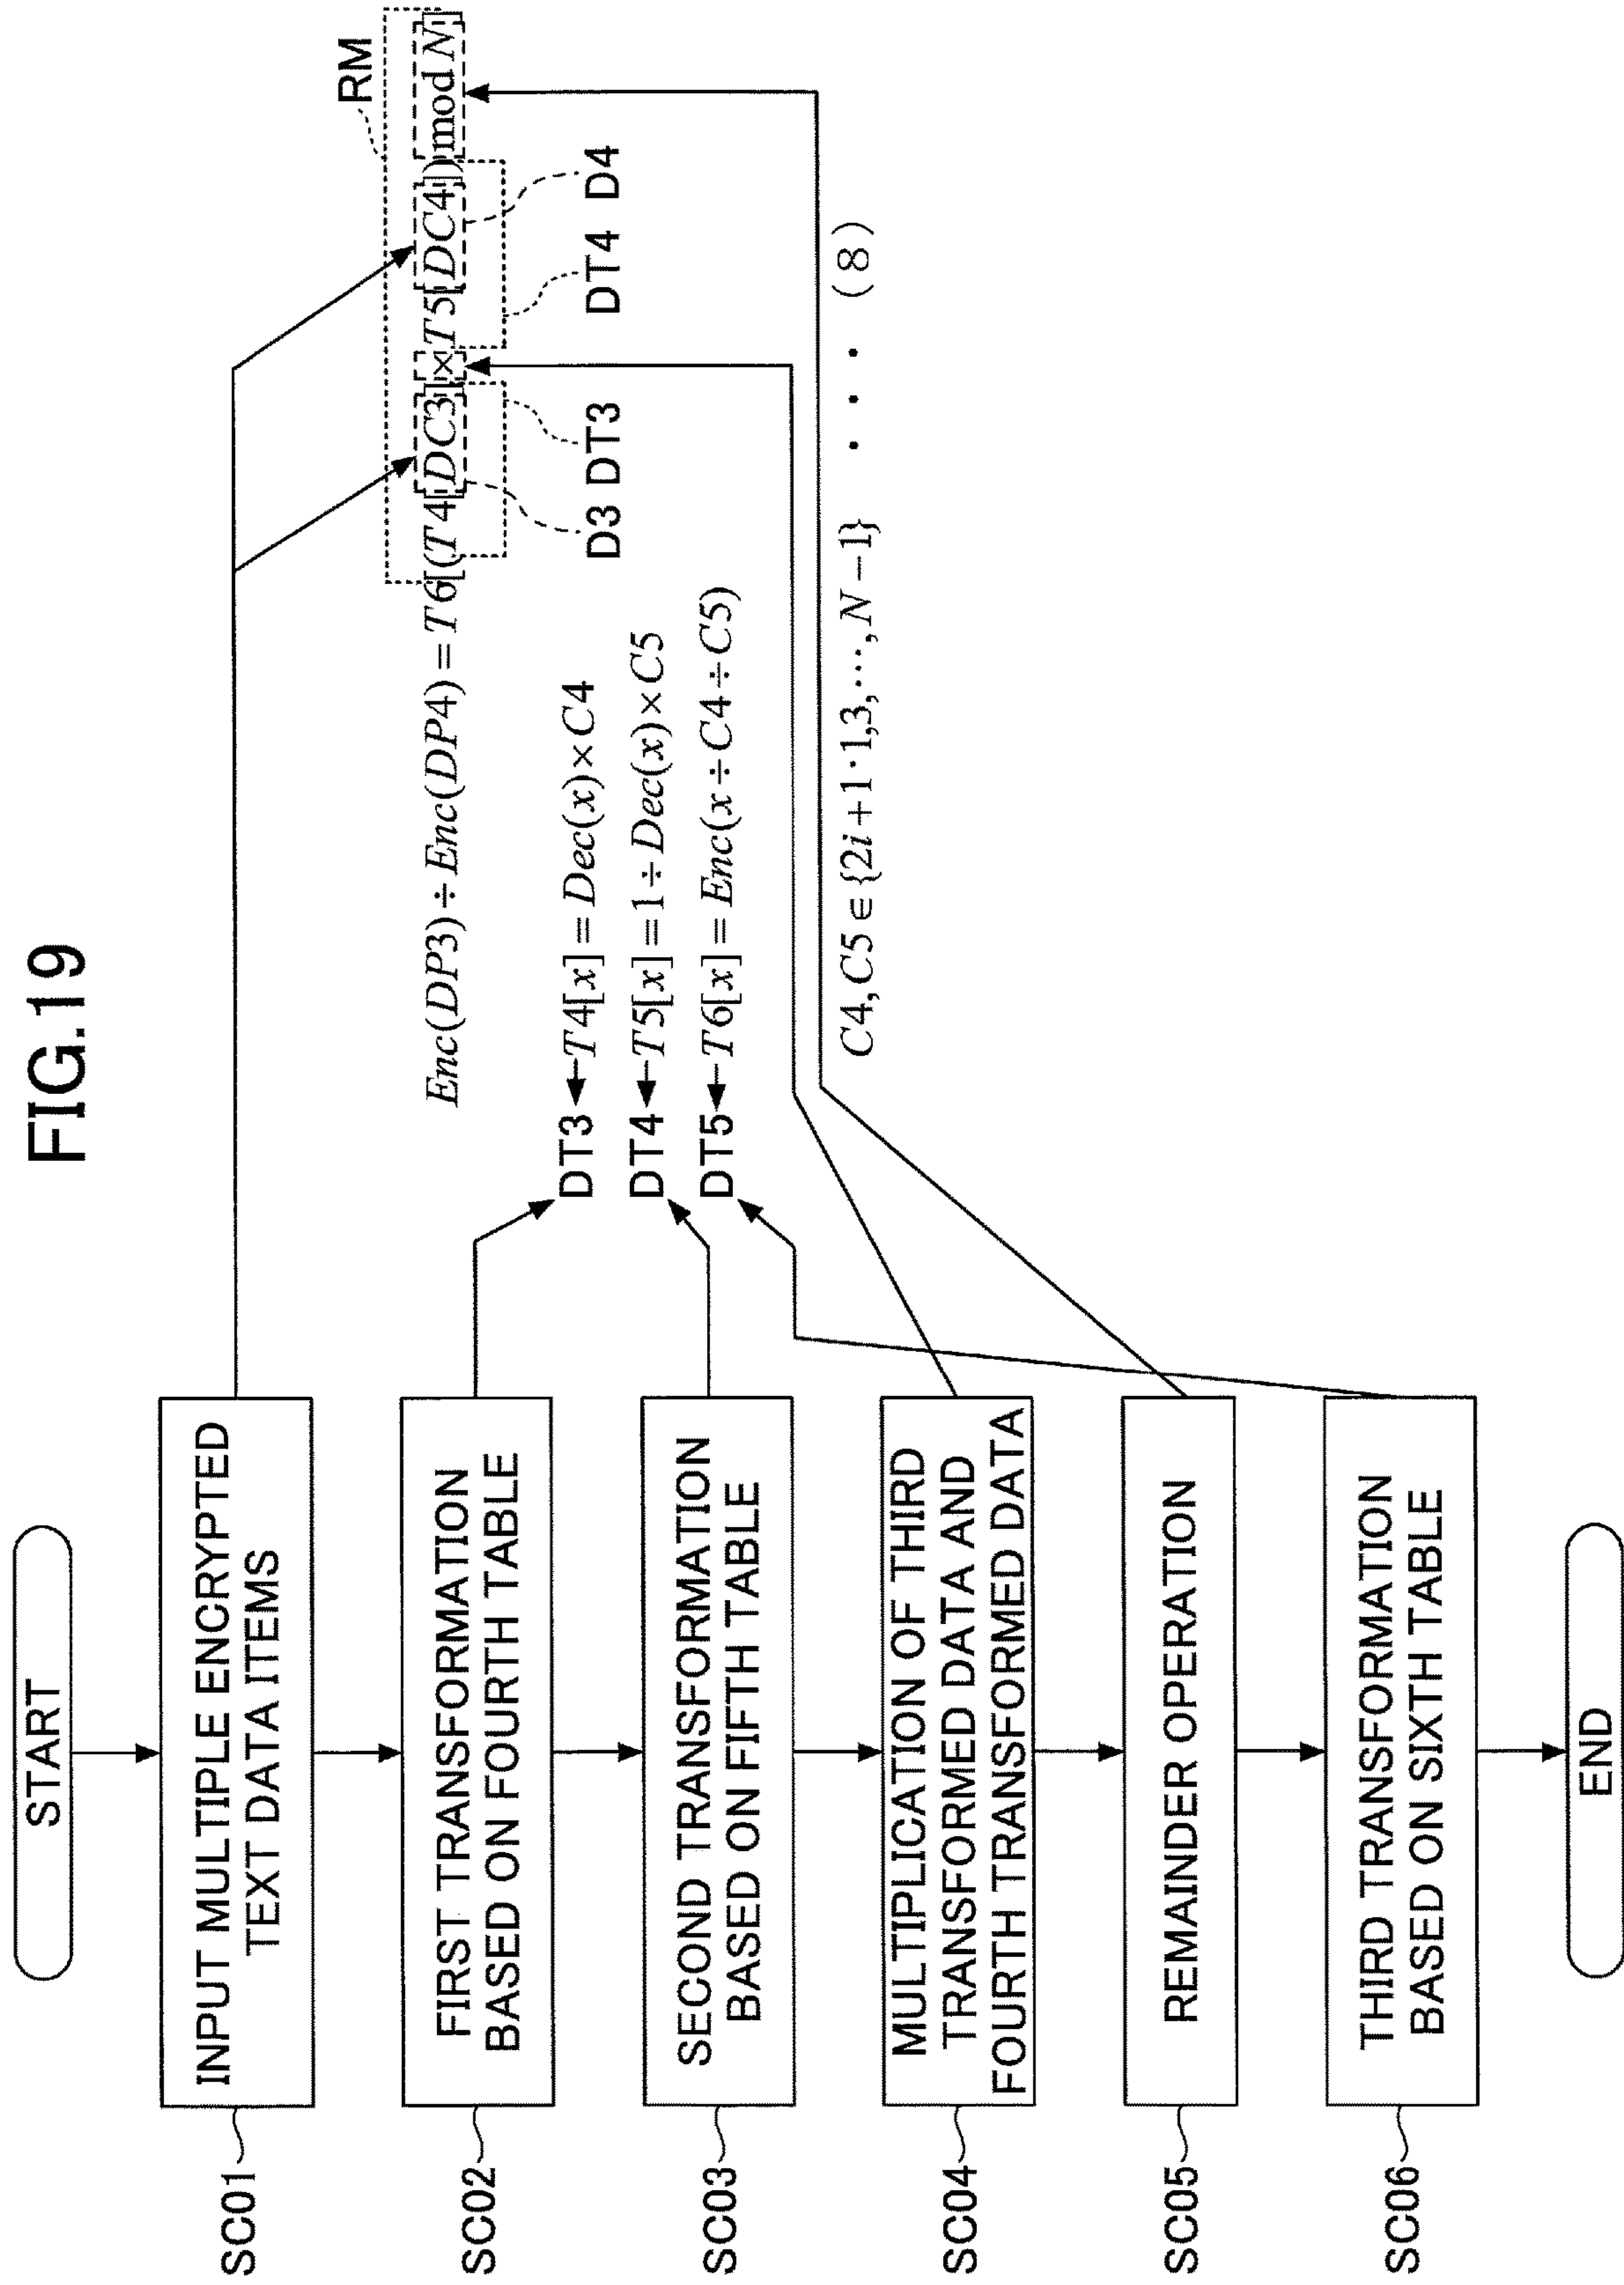 FIG.19
START
SC01
INPUT MULTIPLE ENCRYPTED
TEXT DATA ITEMS
SC02
FIRST TRANSFORMATION
BASED ON FOURTH TABLE
SC03
SECOND TRANSFORMATION
BASED ON FIFTH TABLE
SC04
MULTIPLICATION OF THIRD
TRANSFORMED DATA AND
FOURTH TRANSFORMED DATA
SC05
REMAINDER OPERATION
SC06
THIRD TRANSFORMATION
BASED ON SIXTH TABLE
END
RM
Enc(DP3)÷Enc(DP4)=T6[(T4[DC3]×T5[DC4])mod N]
D3 DT3 DT4 D4
DT3 ← T4[x]=Dec(x)×C4
DT4 ← T5[x]=1÷Dec(x)×C5
DT5 ← T6[x]=Enc(x÷C4÷C5)
C4,C5∈{2i+1·1,3,···,N−1} · · · (8)